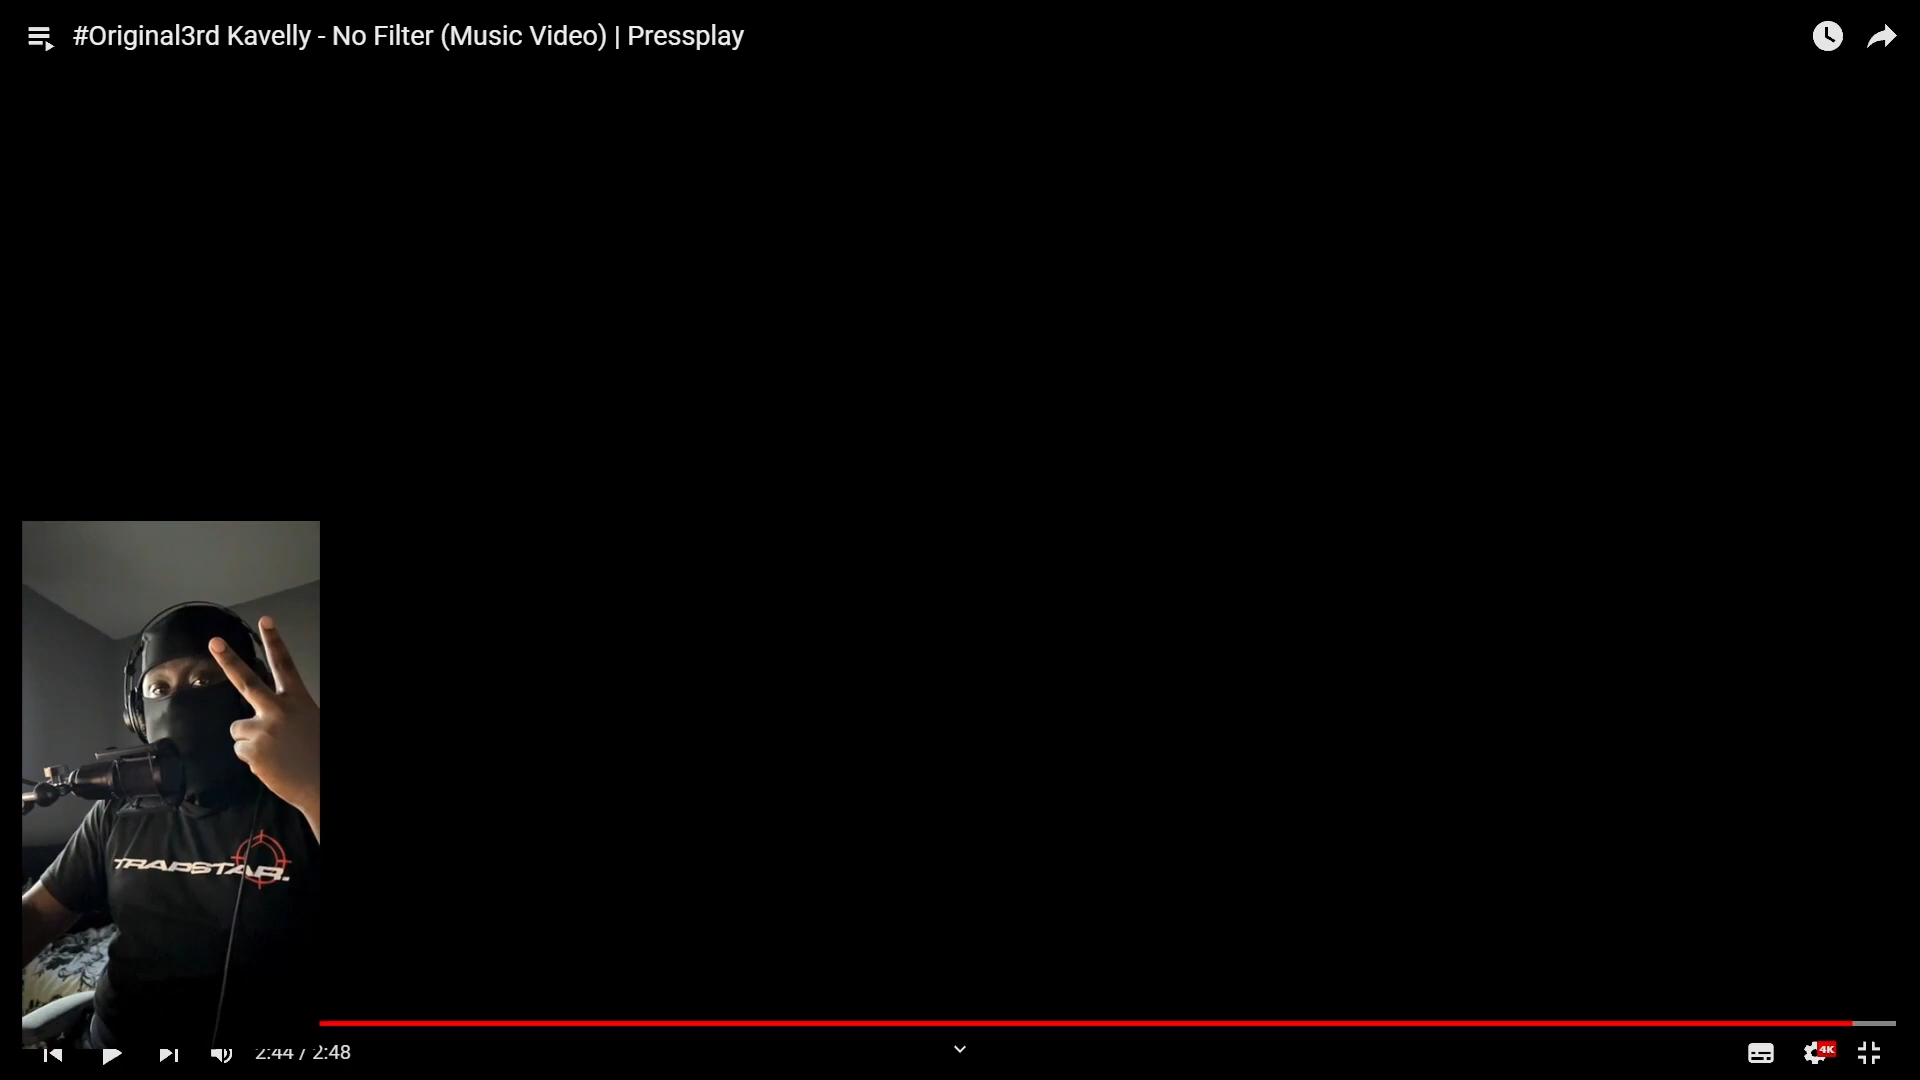 #Original3rd Kavelly - No Filter (Music Video) | Pressplay
TRAPSTAR.
2:44 / 2:48
4K